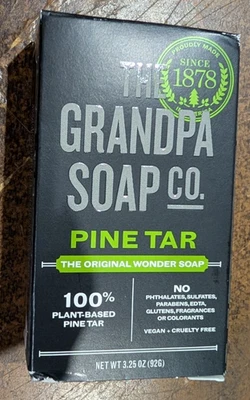 PROUDLY MADE
SINCE
1878
THE
GRANDPA
SOAP CO.
PINE TAR
THE ORIGINAL WONDER SOAP
100%
PLANT-BASED
PINE TAR
NO
PHTHALATES, SULFATES,
PARABENS, EDTA,
GLUTENS, FRAGRANCES
OR COLORANTS
VEGAN + CRUELTY FREE
NET WT 3.25 OZ (92G)